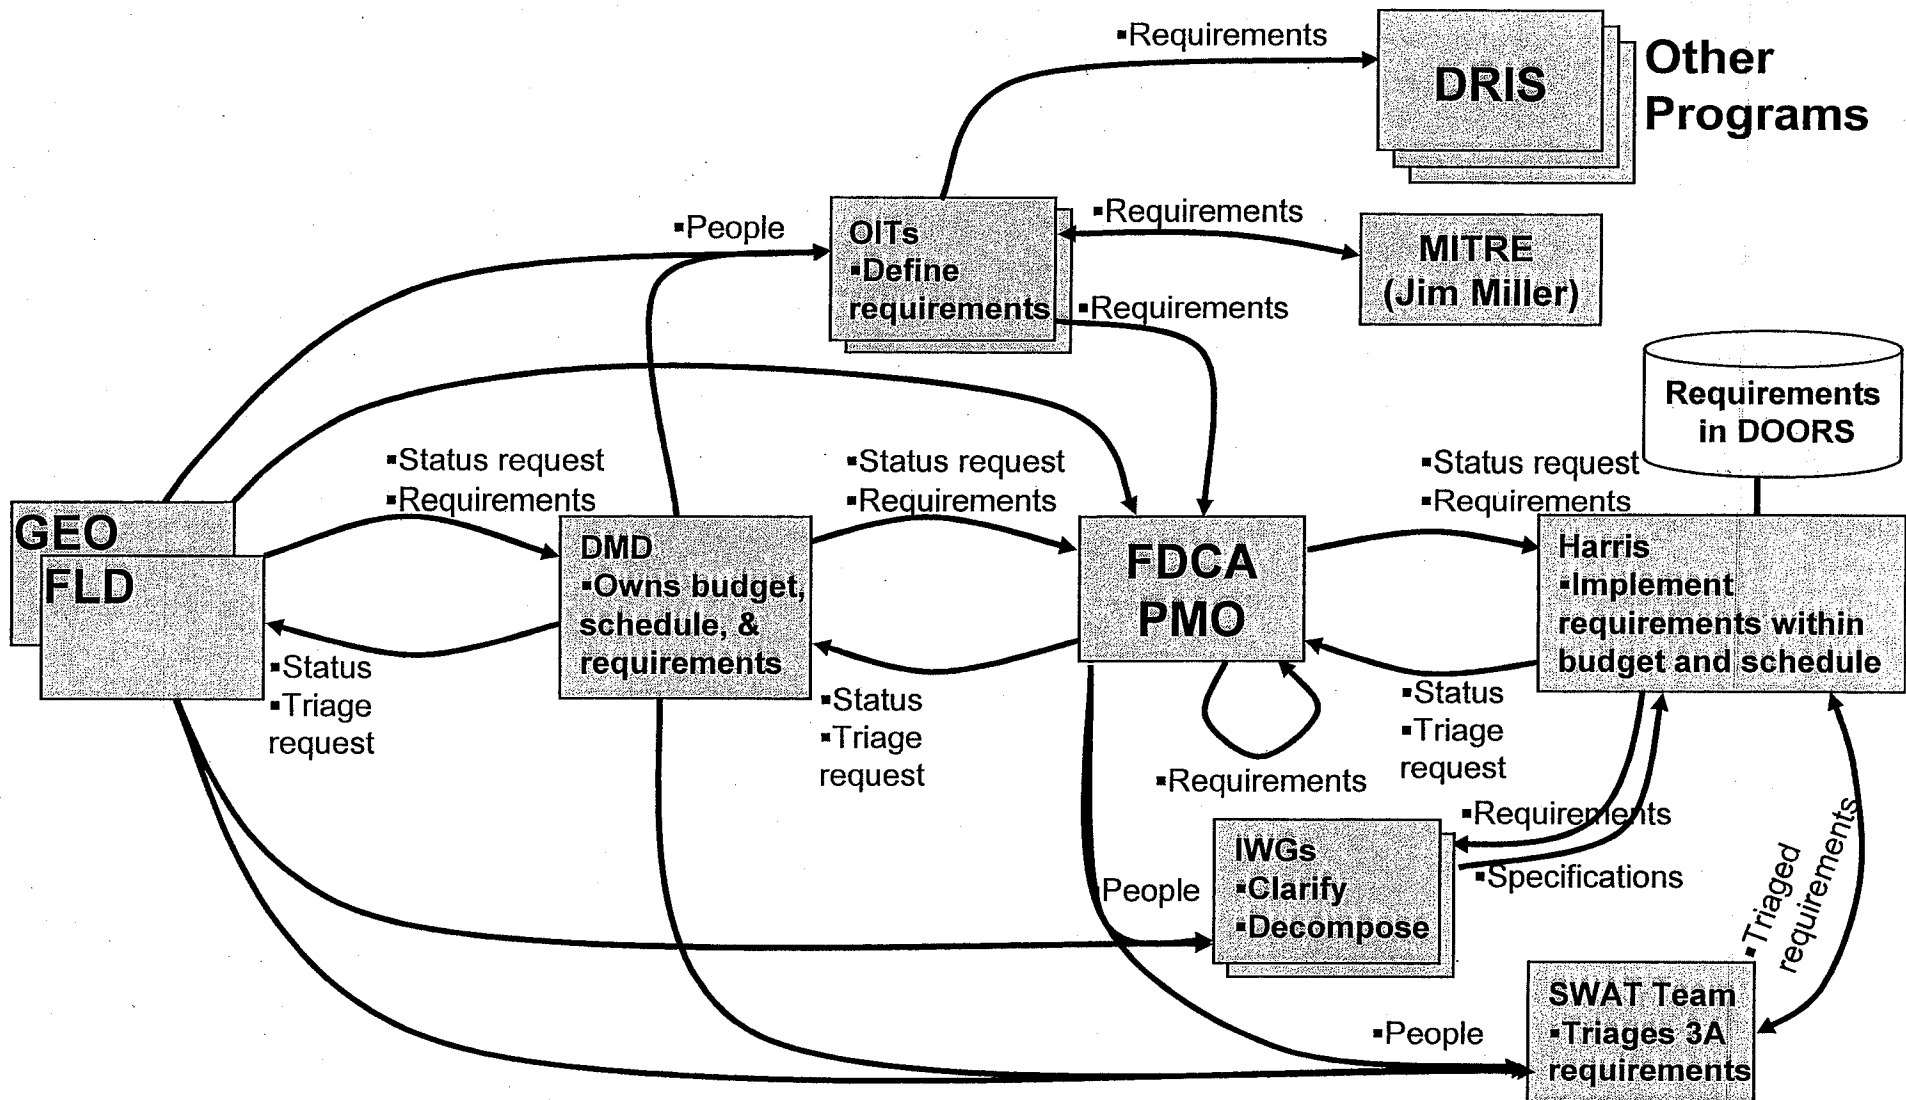 ▪Requirements
DRIS
Other
Programs
▪People
OITs
▪Define
requirements
▪Requirements
MITRE
(Jim Miller)
▪Requirements
Requirements
in DOORS
▪Status request
▪Requirements
▪Status request
▪Requirements
▪Status request
▪Requirements
GEO
FLD
DMD
▪Owns budget,
schedule, &
requirements
FDCA
PMO
Harris
▪Implement
requirements within
budget and schedule
▪Status
▪Triage
request
▪Status
▪Triage
request
▪Status
▪Triage
request
▪Requirements
▪Requirements
▪Specifications
IWGs
▪Clarify
▪Decompose
People
▪Triaged
requirements
▪People
SWAT Team
▪Triages 3A
requirements